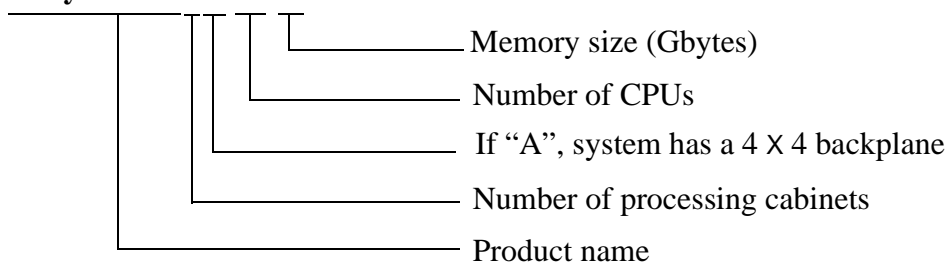 Memory size (Gbytes)
Number of CPUs
If “A”, system has a 4 X 4 backplane
Number of processing cabinets
Product name